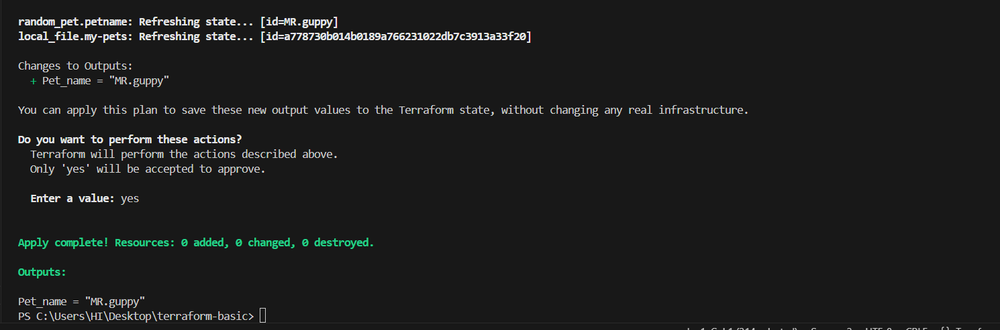 random_pet.petname: Refreshing state... [id=MR.guppy]
local_file.my-pets: Refreshing state... [id=a778730b014b0189a766231022db7c3913a33f20]
Changes to Outputs:
+ Pet_name = "MR.guppy"
You can apply this plan to save these new output values to the Terraform state, without changing any real infrastructure.
Do you want to perform these actions?
Terraform will perform the actions described above.
Only 'yes' will be accepted to approve.
Enter a value: yes
Apply complete! Resources: 0 added, 0 changed, 0 destroyed.
Outputs:
Pet_name = "MR.guppy"
PS C:\Users\HI\Desktop\terraform-basic>